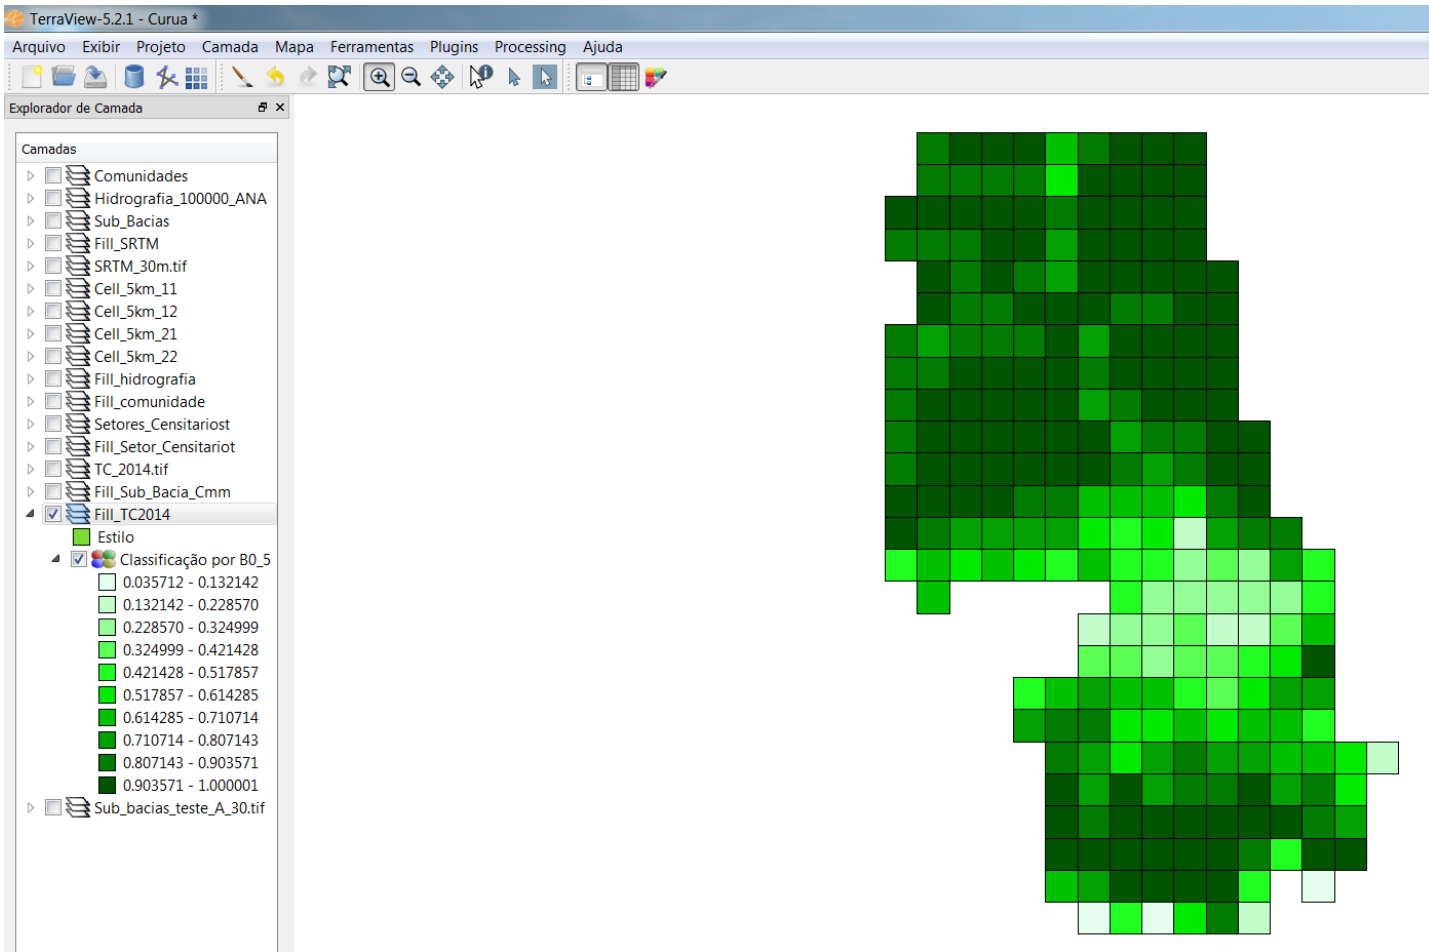 TerraView-5.2.1 - Curua *
Arquivo Exibir Projeto Camada Mapa Ferramentas Plugins Processing Ajuda
Explorador de Camada
Camadas
Comunidades
Hidrografia_100000_ANA
Sub_Bacias
Fill_SRTM
SRTM_30m.tif
Cell_5km_11
Cell_5km_12
Cell_5km_21
Cell_5km_22
Fill_hidrografia
Fill_comunidade
Setores_Censitariost
Fill_Setor_Censitariot
TC_2014.tif
Fill_Sub_Bacia_Cmm
Fill_TC2014
Estilo
Classificação por B0_5
0.035712 - 0.132142
0.132142 - 0.228570
0.228570 - 0.324999
0.324999 - 0.421428
0.421428 - 0.517857
0.517857 - 0.614285
0.614285 - 0.710714
0.710714 - 0.807143
0.807143 - 0.903571
0.903571 - 1.000001
Sub_bacias_teste_A_30.tif